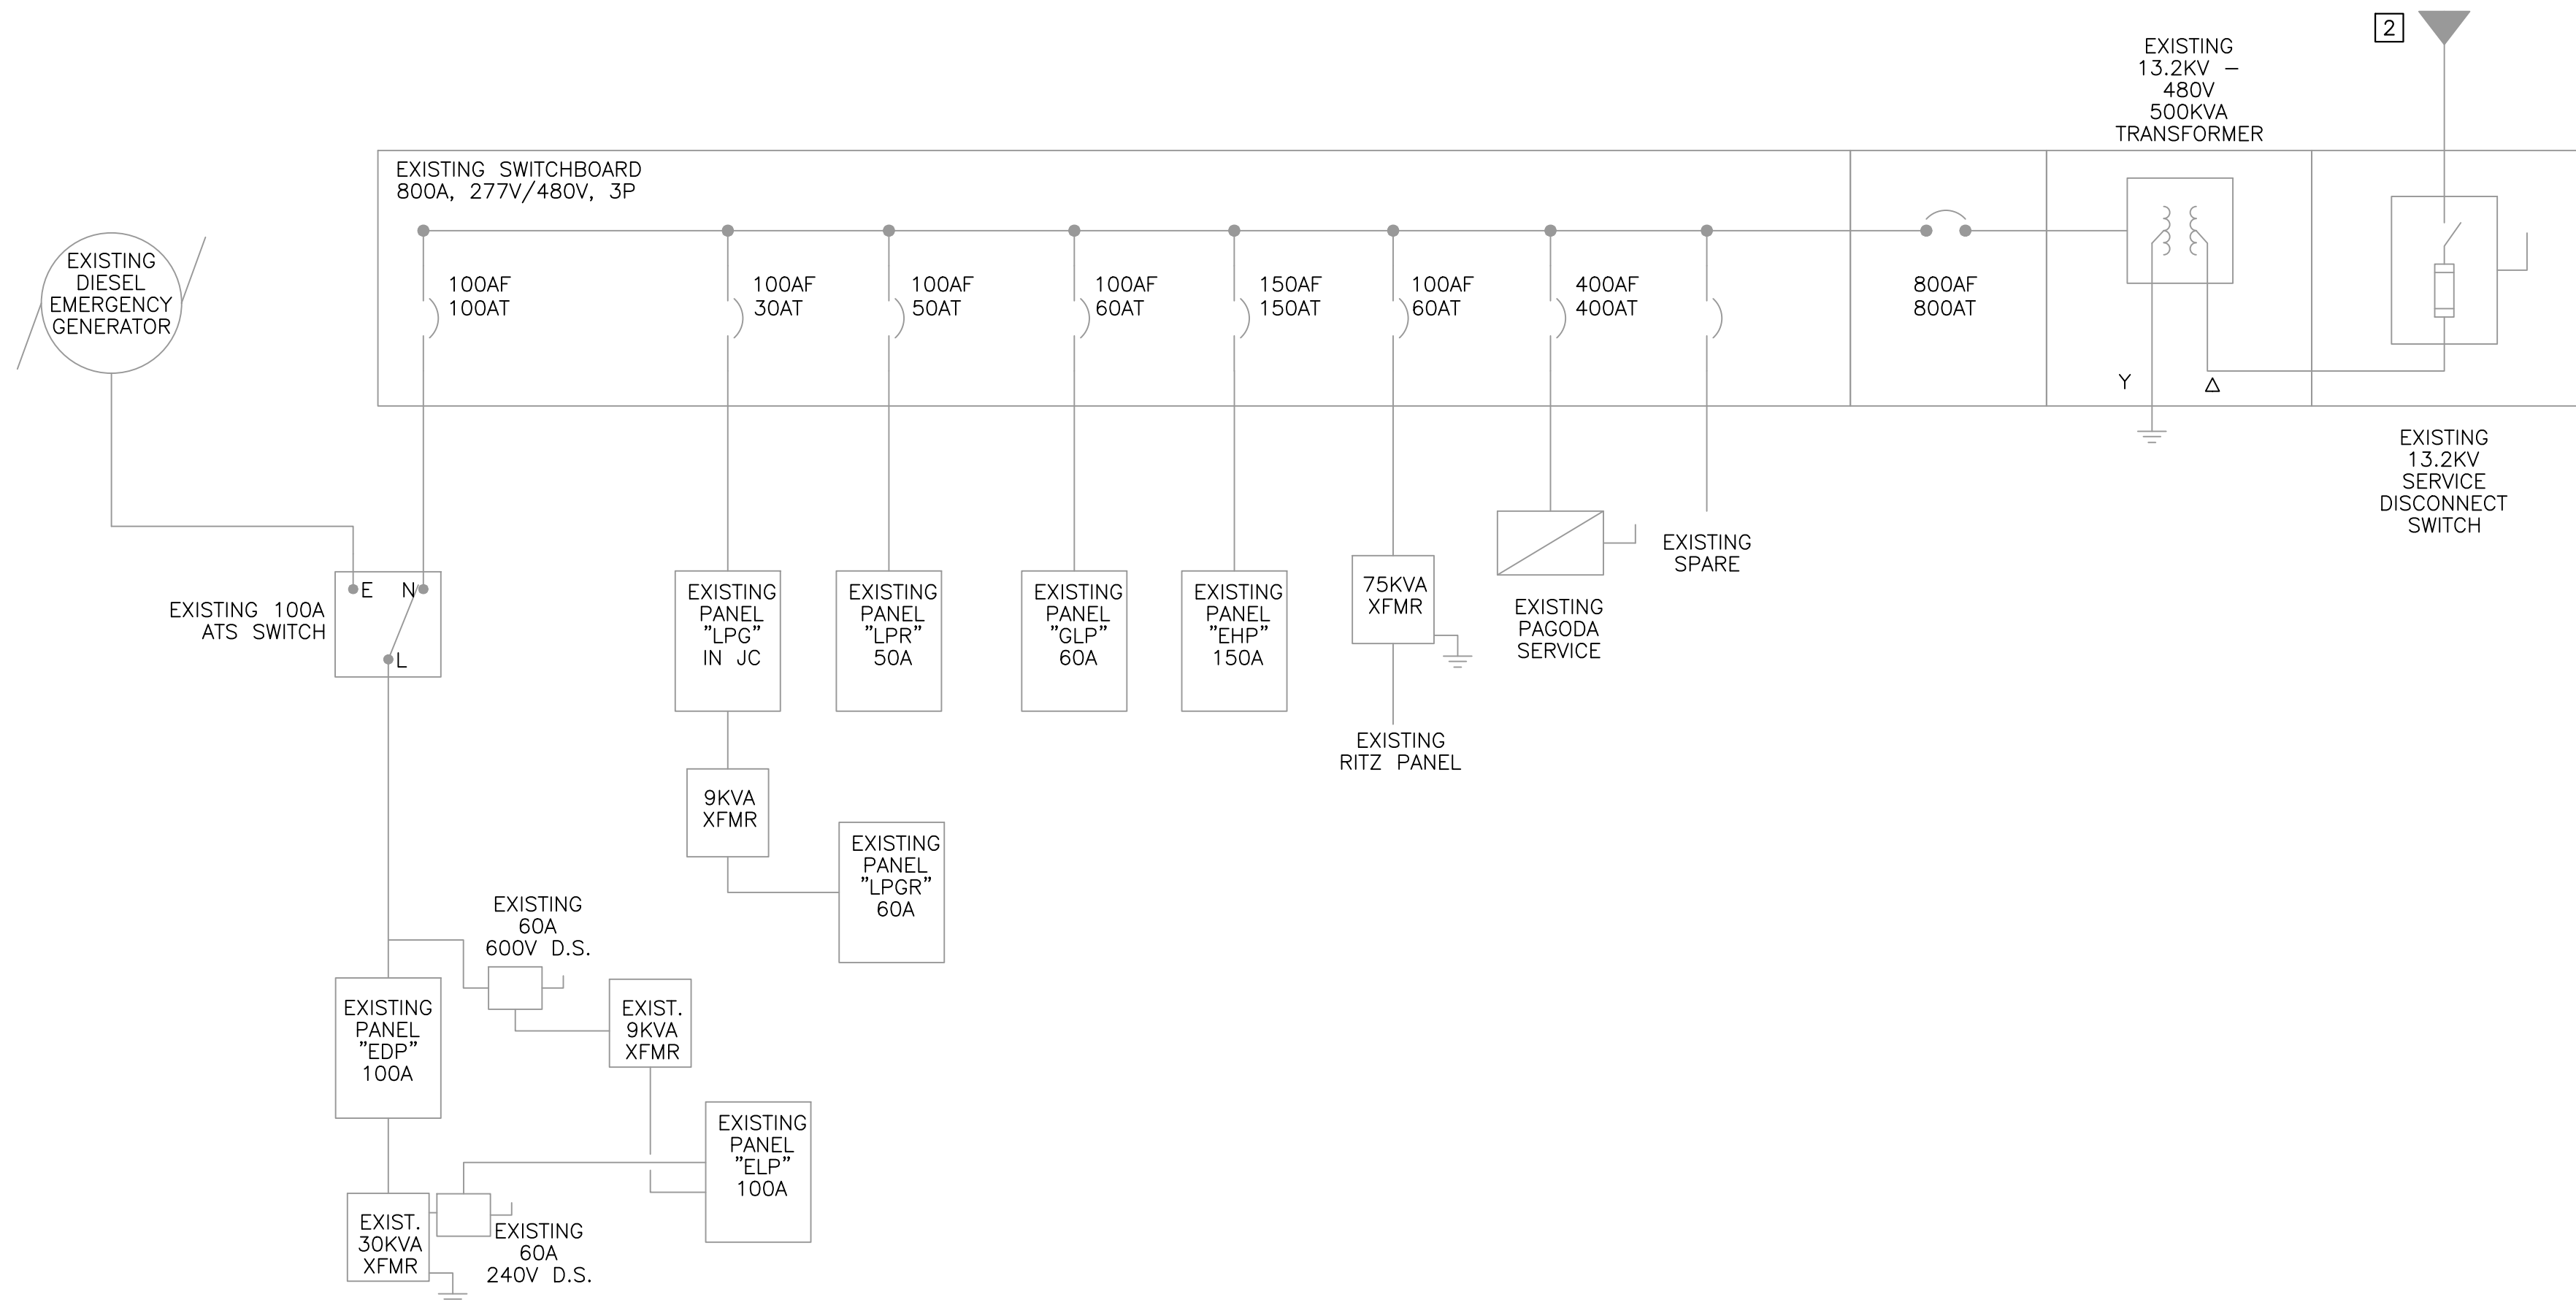 2
EXISTING
13.2KV –
480V
500KVA
TRANSFORMER
EXISTING SWITCHBOARD
800A, 277V/480V, 3P
EXISTING
DIESEL
EMERGENCY
GENERATOR
100AF
100AT
100AF
30AT
100AF
50AT
100AF
60AT
150AF
150AT
100AF
60AT
400AF
400AT
800AF
800AT
Y
Δ
EXISTING
13.2KV
SERVICE
DISCONNECT
SWITCH
E N
L
EXISTING 100A
ATS SWITCH
EXISTING
PANEL
"LPG"
IN JC
EXISTING
PANEL
"LPR"
50A
EXISTING
PANEL
"GLP"
60A
EXISTING
PANEL
"EHP"
150A
75KVA
XFMR
EXISTING
RITZ PANEL
EXISTING
PAGODA
SERVICE
EXISTING
SPARE
9KVA
XFMR
EXISTING
PANEL
"LPGR"
60A
EXISTING
60A
600V D.S.
EXISTING
PANEL
"EDP"
100A
EXIST.
9KVA
XFMR
EXISTING
PANEL
"ELP"
100A
EXIST.
30KVA
XFMR
EXISTING
60A
240V D.S.